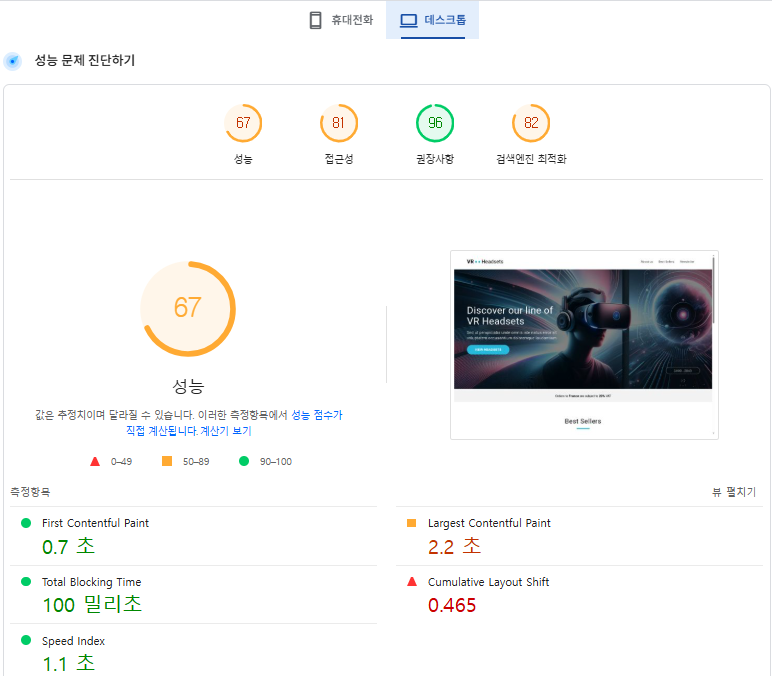 휴대전화
데스크톱
성능 문제 진단하기
67
81
96
82
성능
접근성
권장사항
검색엔진 최적화
67
성능
값은 추정치이며 달라질 수 있습니다. 이러한 측정항목에서 성능 점수가
직접 계산됩니다.계산기 보기
0–49
50–89
90–100
VR Headsets
Discover our line of
VR Headsets
Best Sellers
측정항목
뷰 펼치기
First Contentful Paint
0.7 초
Largest Contentful Paint
2.2 초
Total Blocking Time
100 밀리초
Cumulative Layout Shift
0.465
Speed Index
1.1 초